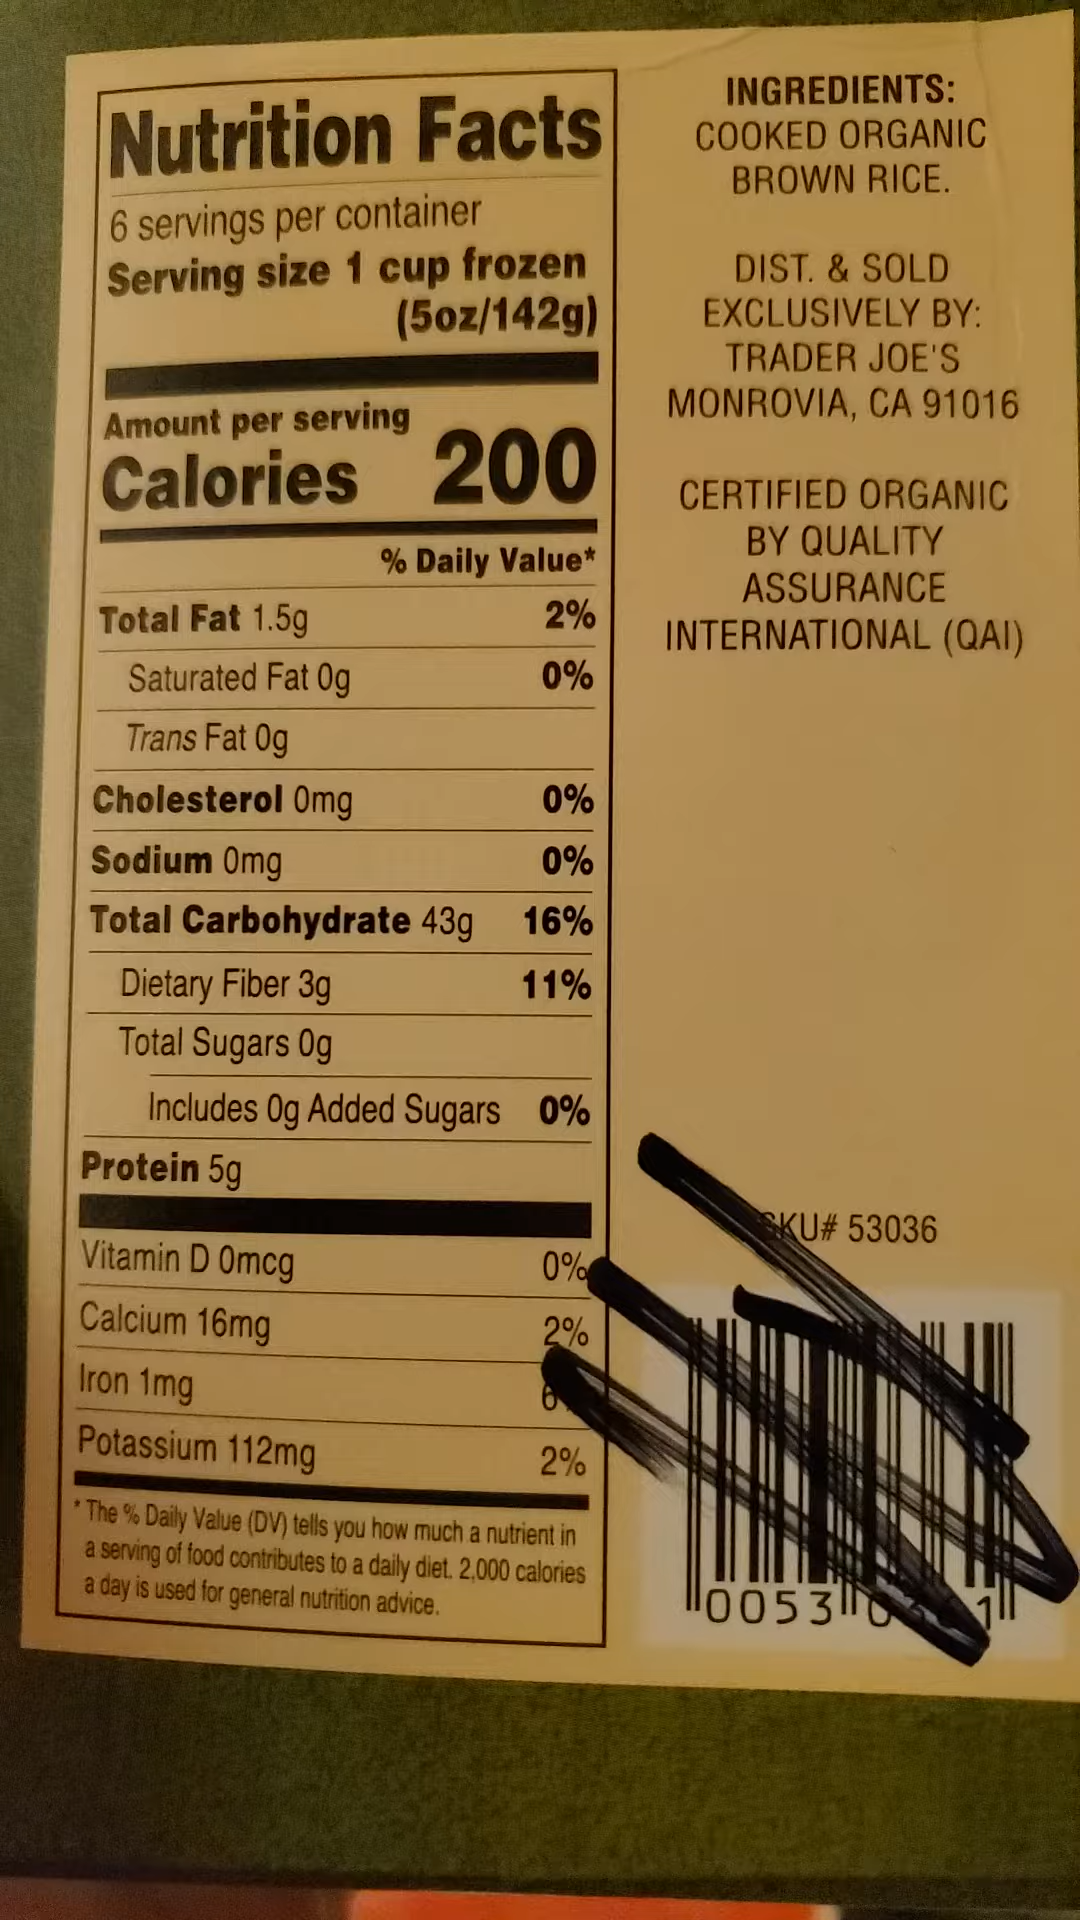 Nutrition Facts
6 servings per container
Serving size 1 cup frozen
(5oz/142g)
Amount per serving
Calories 200
% Daily Value*
Total Fat 1.5g 2%
Saturated Fat 0g 0%
Trans Fat 0g
Cholesterol 0mg 0%
Sodium 0mg 0%
Total Carbohydrate 43g 16%
Dietary Fiber 3g 11%
Total Sugars 0g
Includes 0g Added Sugars 0%
Protein 5g
Vitamin D 0mcg 0%
Calcium 16mg 2%
Iron 1mg
Potassium 112mg 2%
* The % Daily Value (DV) tells you how much a nutrient in
a serving of food contributes to a daily diet. 2,000 calories
a day is used for general nutrition advice.
INGREDIENTS:
COOKED ORGANIC
BROWN RICE.
DIST. & SOLD
EXCLUSIVELY BY:
TRADER JOE'S
MONROVIA, CA 91016
CERTIFIED ORGANIC
BY QUALITY
ASSURANCE
INTERNATIONAL (QAI)
SKU# 53036
0053